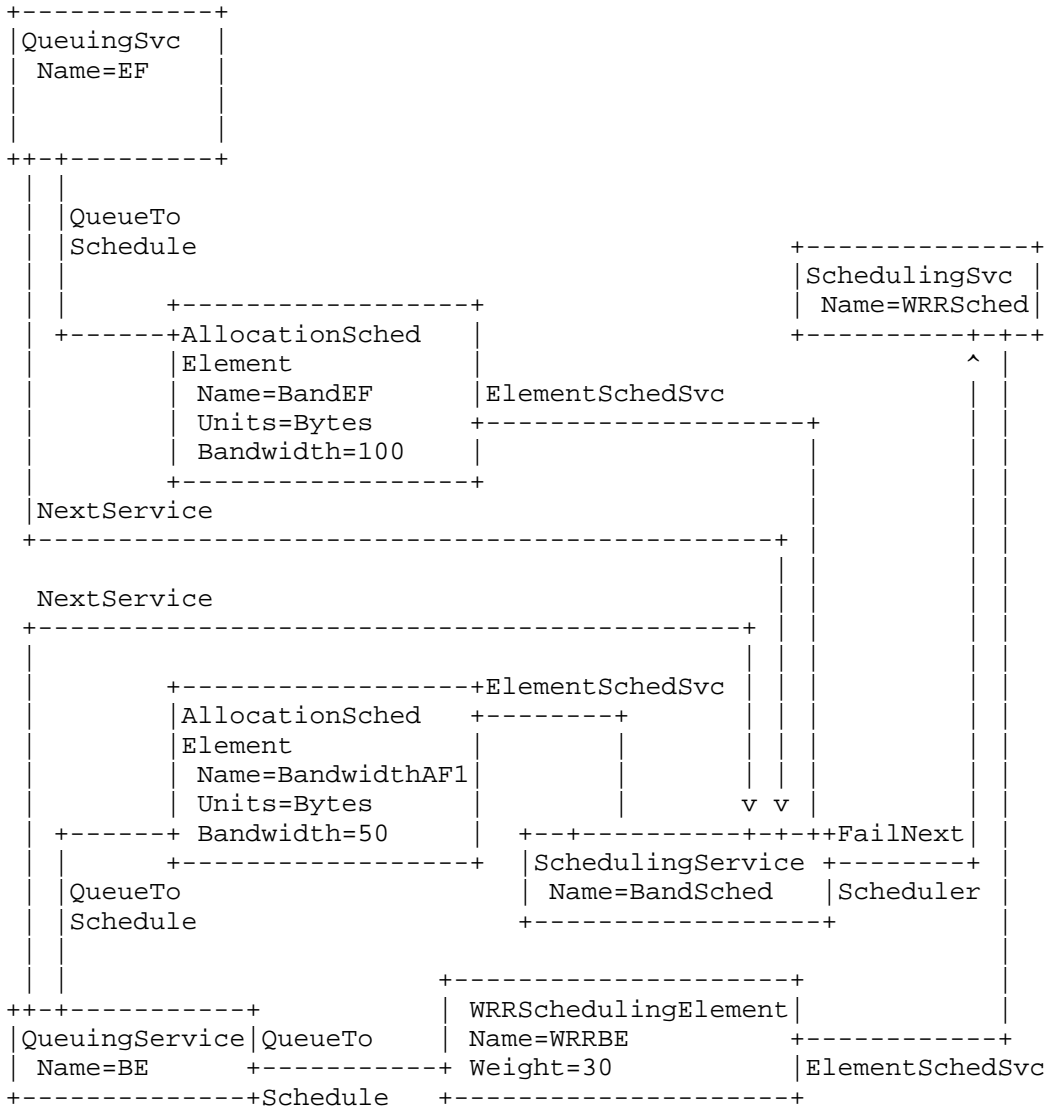 QueuingSvc
Name=EF
QueueTo
Schedule
SchedulingSvc
Name=WRRSched
AllocationSched
Element
Name=BandEF
ElementSchedSvc
Units=Bytes
Bandwidth=100
NextService
NextService
ElementSchedSvc
AllocationSched
Element
Name=BandwidthAF1
Units=Bytes
Bandwidth=50
FailNext
SchedulingService
QueueTo
Name=BandSched
Scheduler
Schedule
WRRSchedulingElement
QueuingService
QueueTo
Name=WRRBE
Name=BE
Weight=30
ElementSchedSvc
Schedule